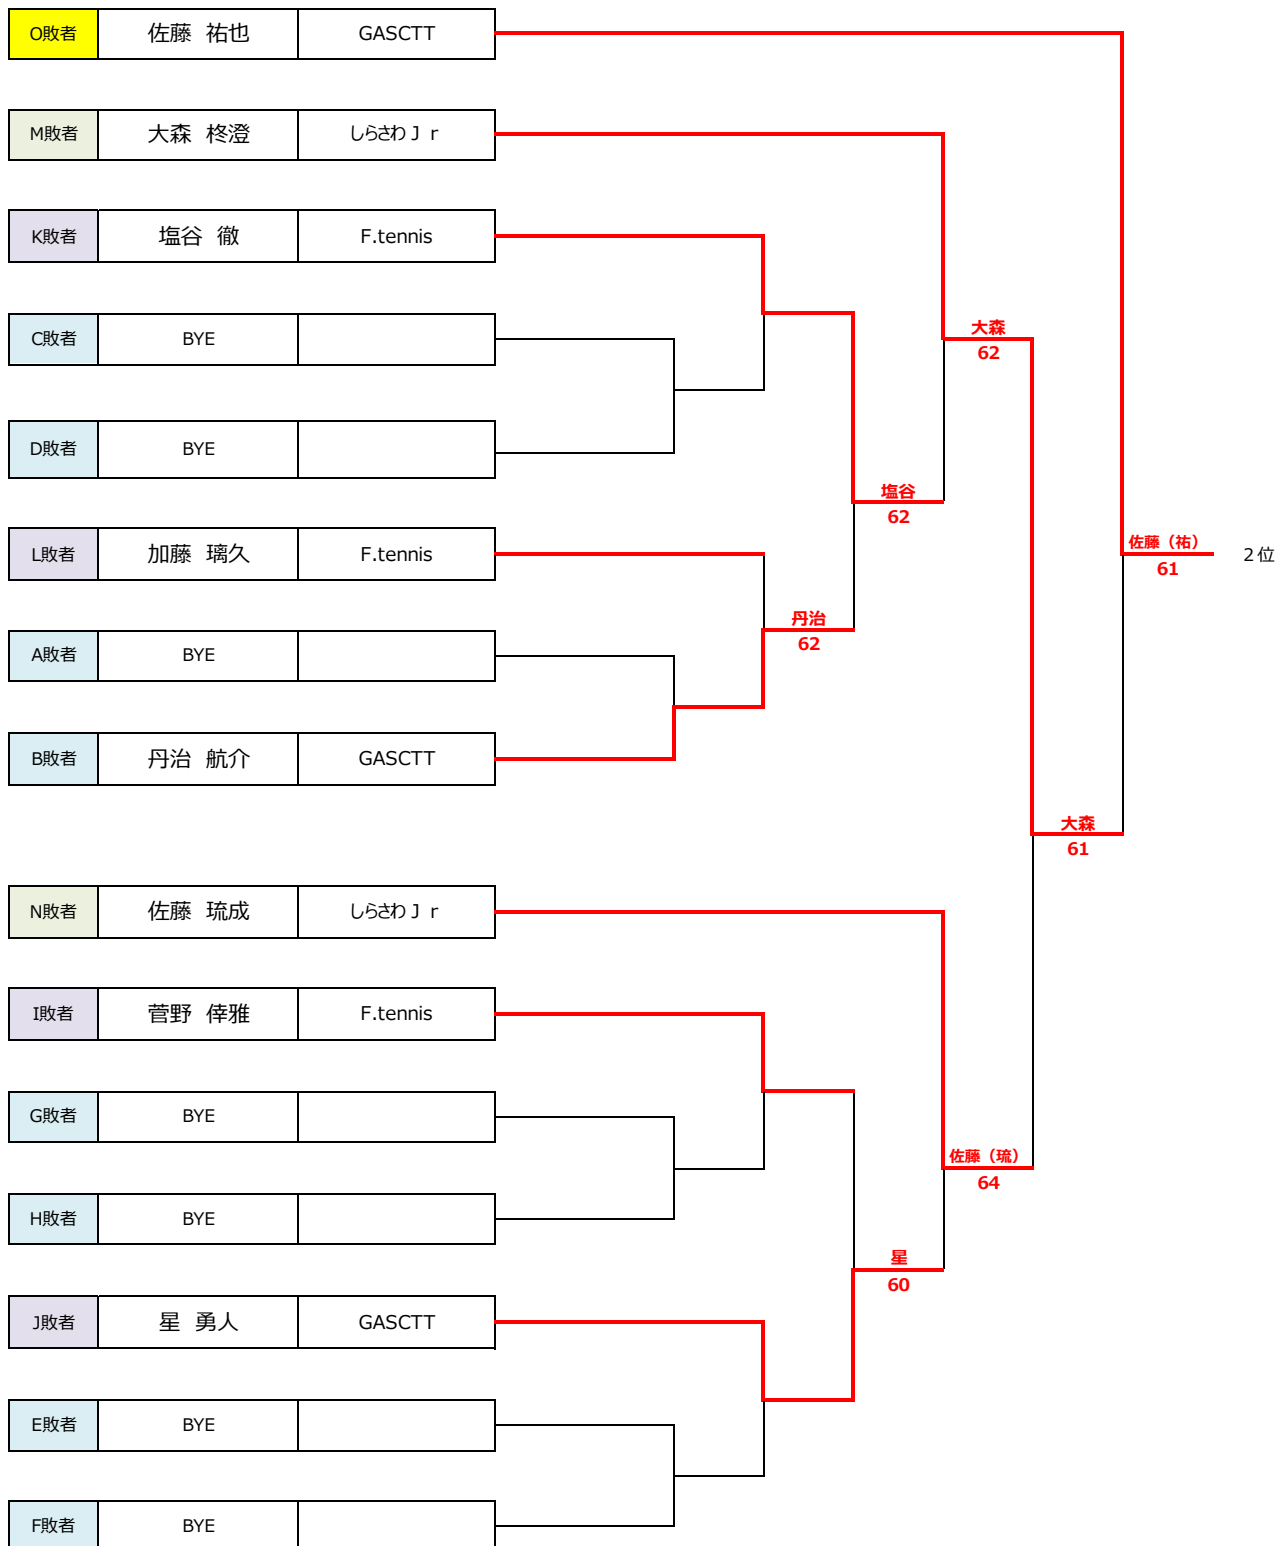 O敗者 佐藤 祐也 GASCTT
M敗者 大森 柊澄 しらさわJr
K敗者 塩谷 徹 F.tennis
C敗者 BYE
大森
62
D敗者 BYE
塩谷
62
L敗者 加藤 璃久 F.tennis
佐藤（祐）
61
2位
丹治
62
A敗者 BYE
B敗者 丹治 航介 GASCTT
大森
61
N敗者 佐藤 琉成 しらさわJr
I敗者 菅野 倖雅 F.tennis
G敗者 BYE
佐藤（琉）
64
H敗者 BYE
星
60
J敗者 星 勇人 GASCTT
E敗者 BYE
F敗者 BYE